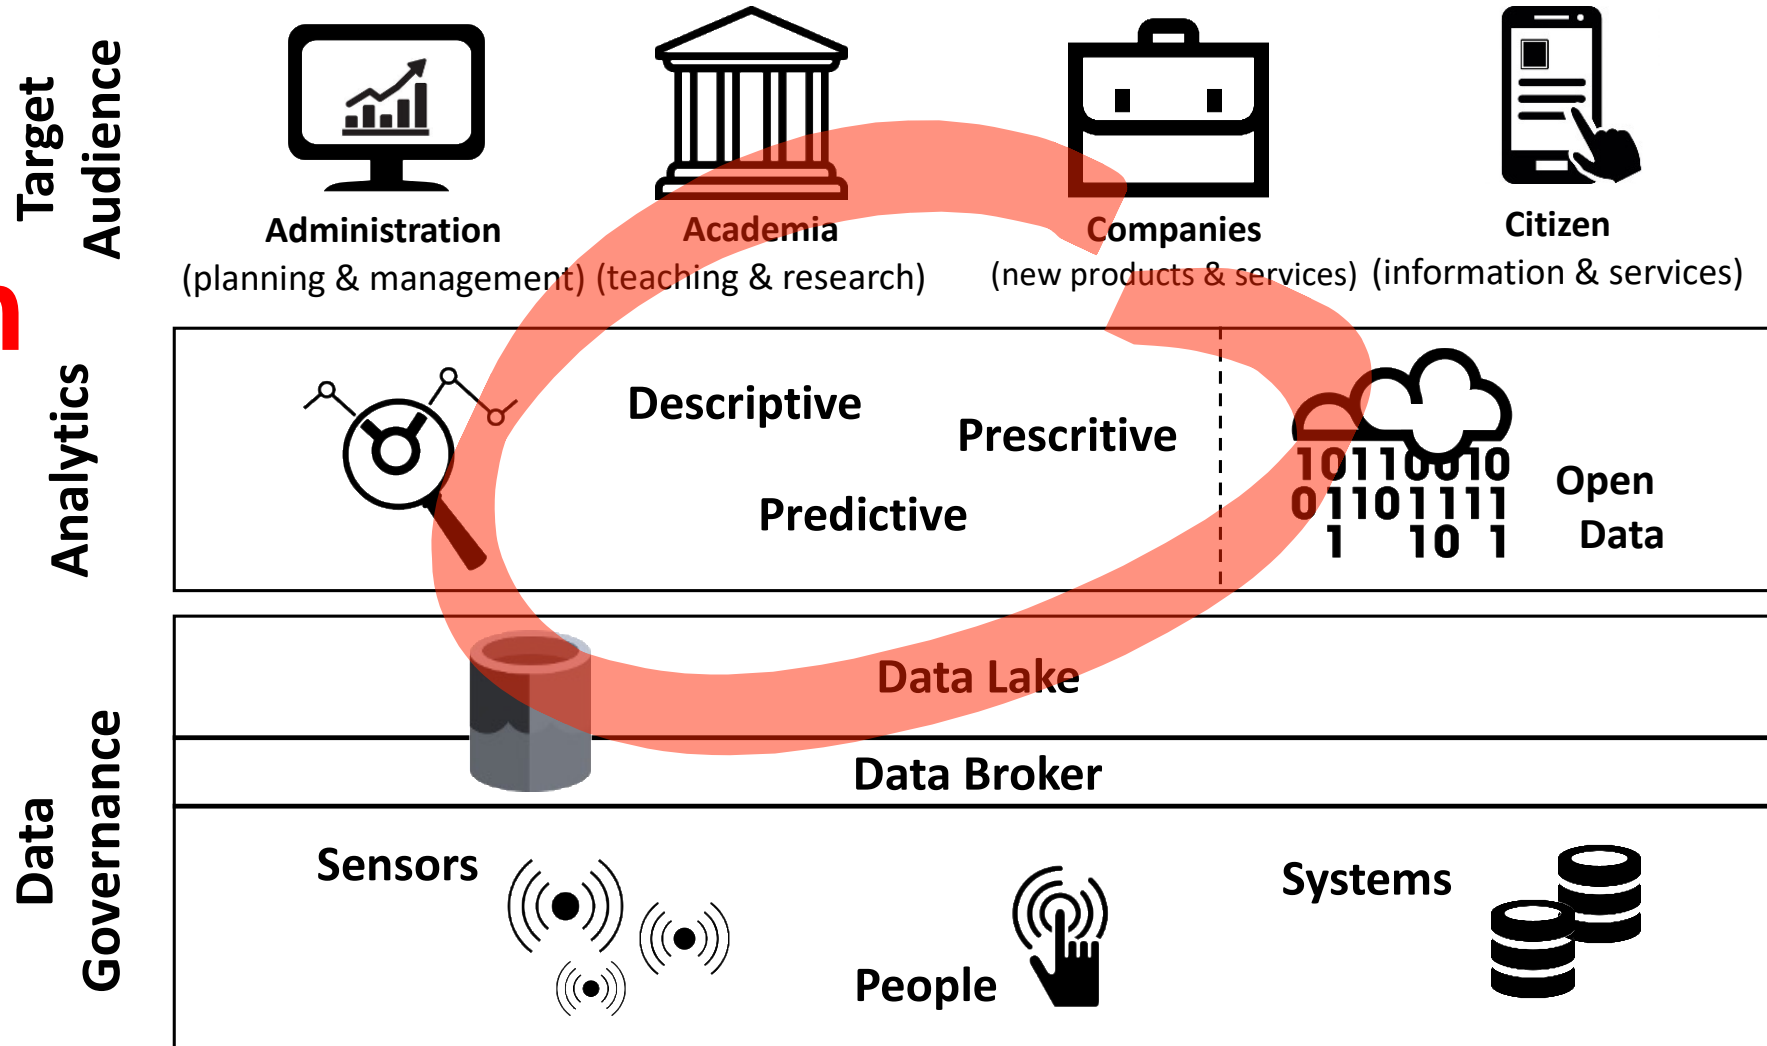 Target
Audience
Administration
(planning & management)
Academia
(teaching & research)
Companies
(new products & services)
Citizen
(information & services)
n
Analytics
Descriptive
Prescritive
Predictive
10110010
01101111
1 10 1
Open
Data
Data
Governance
Data Lake
Data Broker
Sensors
People
Systems